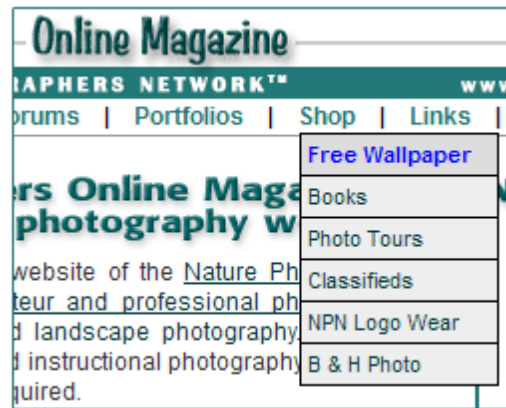 Online Magazine
RAPHERS NETWORK™ www
orums | Portfolios | Shop | Links |
Free Wallpaper
Books
Photo Tours
Classifieds
NPN Logo Wear
B & H Photo
ers Online Maga
photography w
website of the Nature Ph
teur and professional ph
d landscape photography,
d instructional photography
quired.